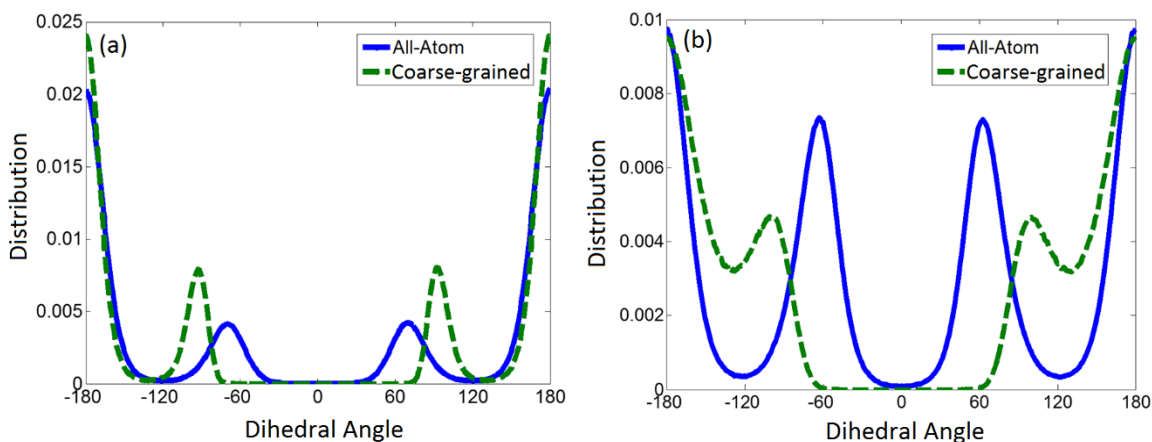 (a)
All-Atom
Coarse-grained
0.025
0.02
0.015
0.01
0.005
0
Distribution
-180 -120 -60 0 60 120 180
Dihedral Angle
(b)
All-Atom
Coarse-grained
0.01
0.008
0.006
0.004
0.002
0
Distribution
-180 -120 -60 0 60 120 180
Dihedral Angle